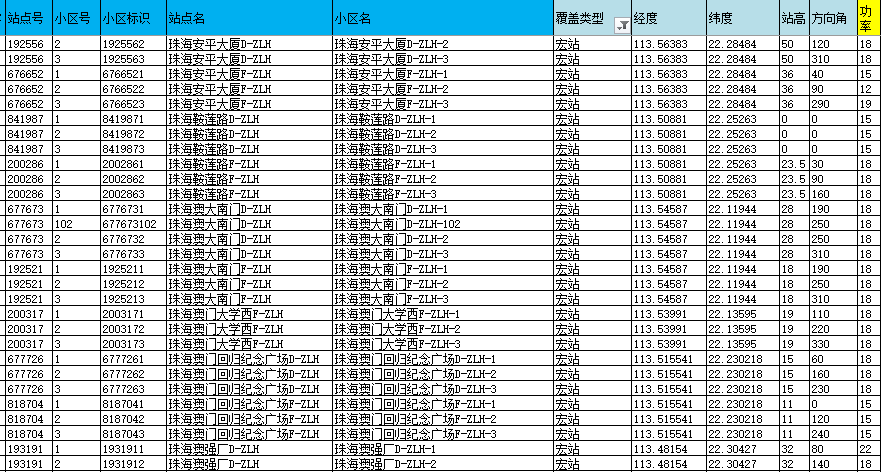 站点号 小区号 小区标识 站点名 小区名 覆盖类型 经度 纬度 站高 方向角 功率
192556 2 1925562 珠海安平大厦D-ZLH 珠海安平大厦D-ZLH-2 宏站 113.56383 22.28484 50 120 18
192556 3 1925563 珠海安平大厦D-ZLH 珠海安平大厦D-ZLH-3 宏站 113.56383 22.28484 50 310 18
676652 1 6766521 珠海安平大厦F-ZLH 珠海安平大厦F-ZLH-1 宏站 113.56383 22.28484 36 40 15
676652 2 6766522 珠海安平大厦F-ZLH 珠海安平大厦F-ZLH-2 宏站 113.56383 22.28484 36 90 12
676652 3 6766523 珠海安平大厦F-ZLH 珠海安平大厦F-ZLH-3 宏站 113.56383 22.28484 36 290 19
841987 1 8419871 珠海鞍莲路D-ZLH 珠海鞍莲路D-ZLH-1 宏站 113.50881 22.25263 0 0 15
841987 2 8419872 珠海鞍莲路D-ZLH 珠海鞍莲路D-ZLH-2 宏站 113.50881 22.25263 0 0 15
841987 3 8419873 珠海鞍莲路D-ZLH 珠海鞍莲路D-ZLH-3 宏站 113.50881 22.25263 0 0 15
200286 1 2002861 珠海鞍莲路F-ZLH 珠海鞍莲路F-ZLH-1 宏站 113.50881 22.25263 23.5 30 18
200286 2 2002862 珠海鞍莲路F-ZLH 珠海鞍莲路F-ZLH-2 宏站 113.50881 22.25263 23.5 90 18
200286 3 2002863 珠海鞍莲路F-ZLH 珠海鞍莲路F-ZLH-3 宏站 113.50881 22.25263 23.5 160 18
677673 1 6776731 珠海澳大南门D-ZLH 珠海澳大南门D-ZLH-1 宏站 113.54587 22.11944 28 190 18
677673 102 677673102 珠海澳大南门D-ZLH 珠海澳大南门D-ZLH-102 宏站 113.54587 22.11944 28 250 18
677673 2 6776732 珠海澳大南门D-ZLH 珠海澳大南门D-ZLH-2 宏站 113.54587 22.11944 28 250 18
677673 3 6776733 珠海澳大南门D-ZLH 珠海澳大南门D-ZLH-3 宏站 113.54587 22.11944 28 310 18
192521 1 1925211 珠海澳大南门F-ZLH 珠海澳大南门F-ZLH-1 宏站 113.54587 22.11944 18 190 18
192521 2 1925212 珠海澳大南门F-ZLH 珠海澳大南门F-ZLH-2 宏站 113.54587 22.11944 18 250 18
192521 3 1925213 珠海澳大南门F-ZLH 珠海澳大南门F-ZLH-3 宏站 113.54587 22.11944 18 310 18
200317 1 2003171 珠海澳门大学西F-ZLH 珠海澳门大学西F-ZLH-1 宏站 113.53991 22.13595 19 110 18
200317 2 2003172 珠海澳门大学西F-ZLH 珠海澳门大学西F-ZLH-2 宏站 113.53991 22.13595 19 220 18
200317 3 2003173 珠海澳门大学西F-ZLH 珠海澳门大学西F-ZLH-3 宏站 113.53991 22.13595 19 330 18
677726 1 6777261 珠海澳门回归纪念广场D-ZLH 珠海澳门回归纪念广场D-ZLH-1 宏站 113.515541 22.230218 15 60 18
677726 2 6777262 珠海澳门回归纪念广场D-ZLH 珠海澳门回归纪念广场D-ZLH-2 宏站 113.515541 22.230218 15 160 18
677726 3 6777263 珠海澳门回归纪念广场D-ZLH 珠海澳门回归纪念广场D-ZLH-3 宏站 113.515541 22.230218 15 230 18
818704 1 8187041 珠海澳门回归纪念广场F-ZLH 珠海澳门回归纪念广场F-ZLH-1 宏站 113.515541 22.230218 11 0 15
818704 2 8187042 珠海澳门回归纪念广场F-ZLH 珠海澳门回归纪念广场F-ZLH-2 宏站 113.515541 22.230218 11 120 15
818704 3 8187043 珠海澳门回归纪念广场F-ZLH 珠海澳门回归纪念广场F-ZLH-3 宏站 113.515541 22.230218 11 240 15
193191 1 1931911 珠海澳强厂D-ZLH 珠海澳强厂D-ZLH-1 宏站 113.48154 22.30427 32 80 22
193191 2 1931912 珠海澳强厂D-ZLH 珠海澳强厂D-ZLH-2 宏站 113.48154 22.30427 32 140 18